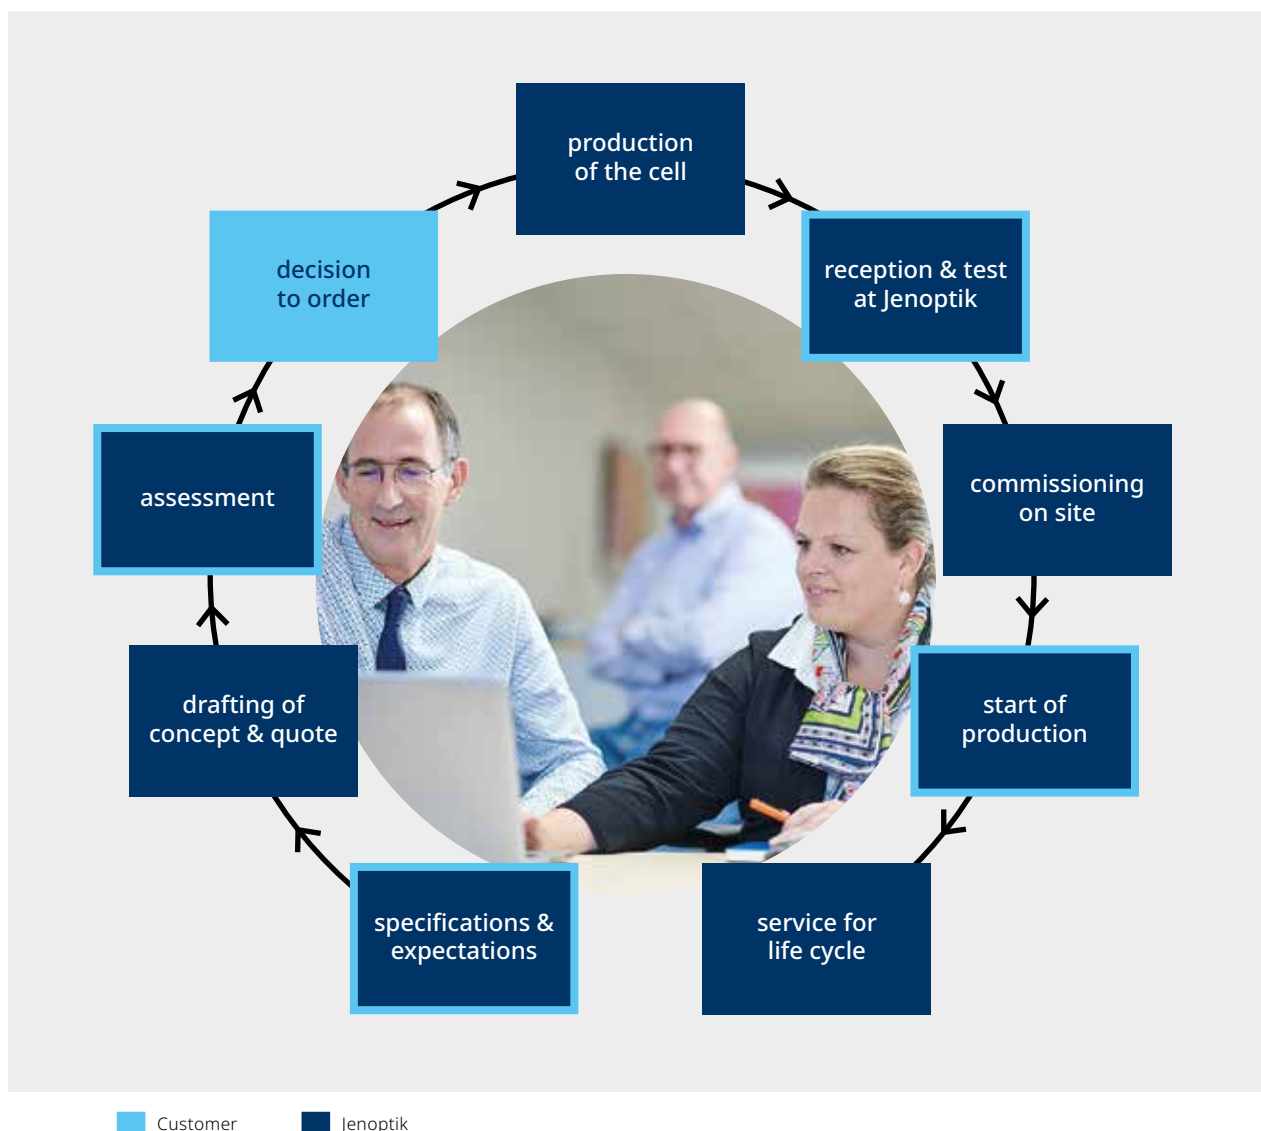 production
of the cell
decision
to order
reception & test
at Jenoptik
assessment
commissioning
on site
drafting of
concept & quote
start of
production
specifications &
expectations
service for
life cycle
Customer
Jenoptik